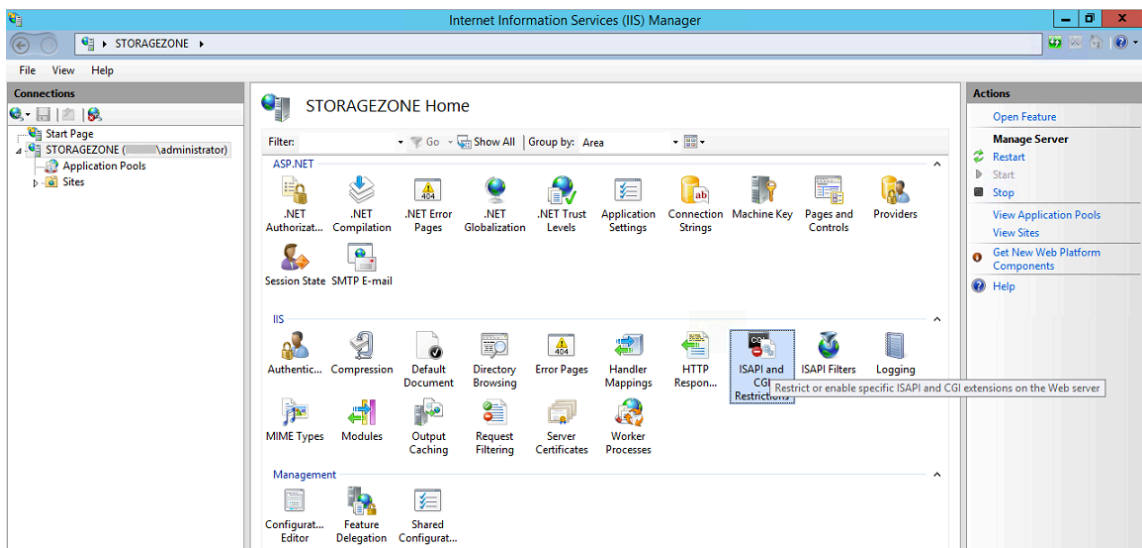 Internet Information Services (IIS) Manager
STORAGEZONE
File View Help
Connections
Start Page
STORAGEZONE ( \administrator)
Application Pools
Sites
STORAGEZONE Home
Filter: Go Show All Group by: Area
ASP.NET
.NET Authorizat...
.NET Compilation
.NET Error Pages
.NET Globalization
.NET Trust Levels
Application Settings
Connection Strings
Machine Key
Pages and Controls
Providers
Session State
SMTP E-mail
IIS
Authentic...
Compression
Default Document
Directory Browsing
Error Pages
Handler Mappings
HTTP Respon...
ISAPI and CGI Restrictions
ISAPI Filters
Logging
Restrict or enable specific ISAPI and CGI extensions on the Web server
MIME Types
Modules
Output Caching
Request Filtering
Server Certificates
Worker Processes
Management
Configurat... Editor
Feature Delegation
Shared Configurat...
Actions
Open Feature
Manage Server
Restart
Start
Stop
View Application Pools
View Sites
Get New Web Platform
Components
Help